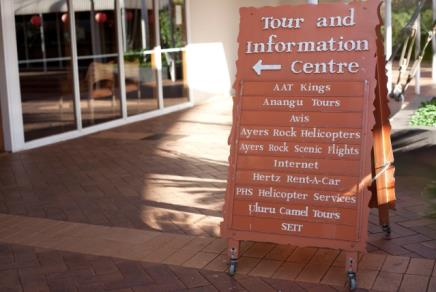 Tour and
Information
Centre
AAT Kings
Anangu Tours
Avis
Ayers Rock Helicopters
Ayers Rock Scenic Flights
Internet
Hertz Rent-A-Car
PHS Helicopter Services
Uluru Camel Tours
SEIT